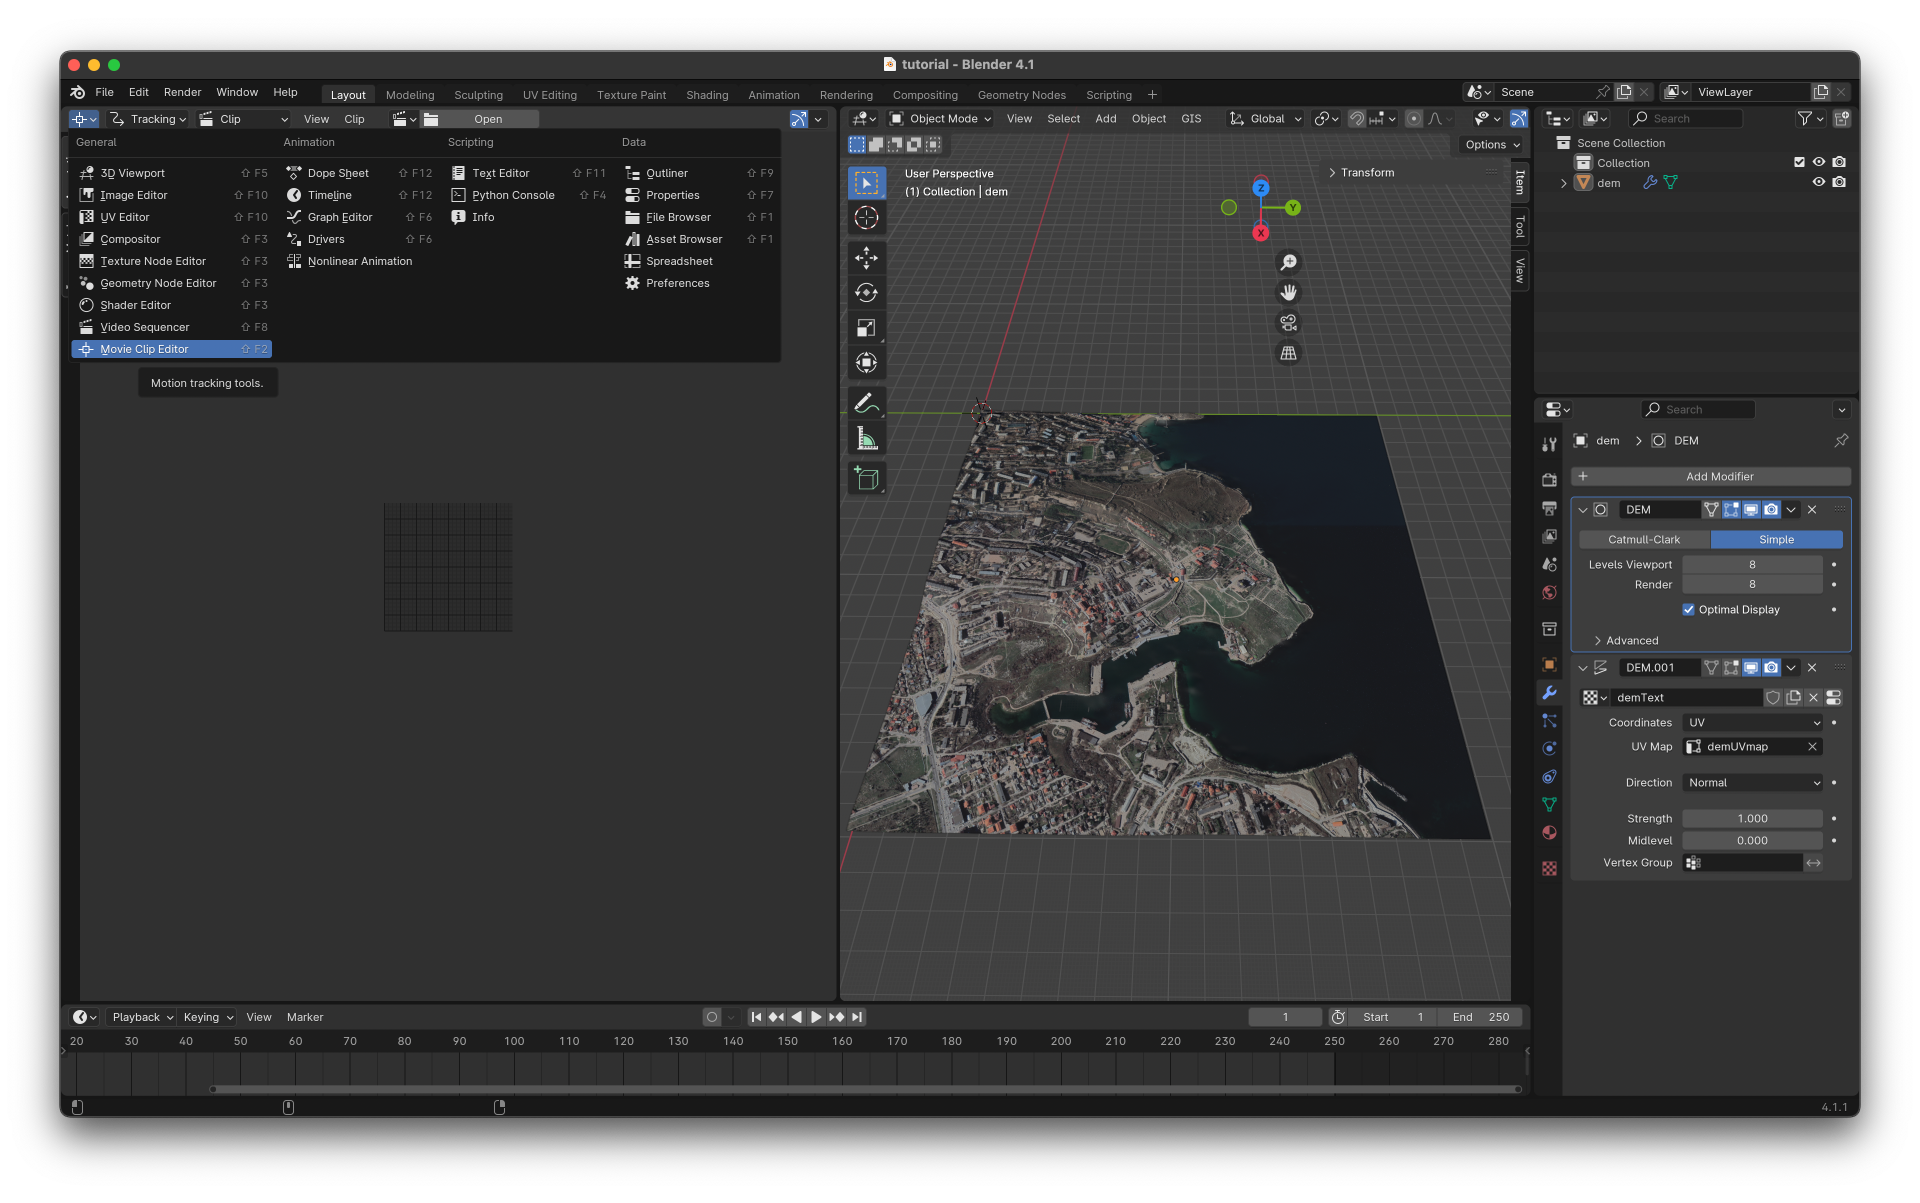 tutorial - Blender 4.1
File Edit Render Window Help Layout Modeling Sculpting UV Editing Texture Paint Shading Animation Rendering Compositing Geometry Nodes Scripting + Scene ViewLayer
Tracking Clip View Clip Open
Object Mode View Select Add Object GIS Global
Search
Options
General Animation Scripting Data
3D Viewport F5 Dope Sheet F12 Text Editor F11 Outliner F9
Image Editor F10 Timeline F12 Python Console F4 Properties F7
UV Editor F10 Graph Editor F6 Info File Browser F1
Compositor F3 Drivers F6 Asset Browser F1
Texture Node Editor F3 Nonlinear Animation Spreadsheet
Geometry Node Editor F3 Preferences
Shader Editor F3
Video Sequencer F8
Movie Clip Editor F2
Motion tracking tools.
User Perspective
(1) Collection | dem
Transform
Z
Y
X
Item
Tool
View
Scene Collection
Collection
dem
Search
dem DEM
Add Modifier
DEM
Catmull-Clark Simple
Levels Viewport 8
Render 8
Optimal Display
Advanced
DEM.001
demText
Coordinates UV
UV Map demUVmap
Direction Normal
Strength 1.000
Midlevel 0.000
Vertex Group
Playback Keying View Marker 1 Start 1 End 250
20 30 40 50 60 70 80 90 100 110 120 130 140 150 160 170 180 190 200 210 220 230 240 250 260 270 280
4.1.1